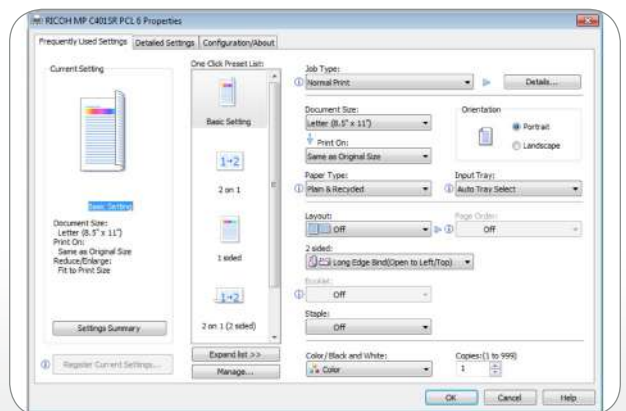 RICOH MP C401SR PCL 6 Properties
Frequently Used Settings
Detailed Settings
Configuration/About
Current Setting
Basic Setting
Document Size:
Letter (8.5" x 11")
Print On:
Same as Original Size
Reduce/Enlarge:
Fit to Print Size
Settings Summary
Register Current Settings...
One Click Preset List:
Basic Setting
1→2
2 on 1
1 sided
1→2
2 on 1 (2 sided)
Expand list >>
Manage...
Job Type:
Normal Print
Details...
Document Size:
Letter (8.5" x 11")
Print On:
Same as Original Size
Orientation
Portrait
Landscape
Paper Type:
Plain & Recycled
Input Tray:
Auto Tray Select
Layout:
Off
Page Order:
Off
2 sided:
Long Edge Bind(Open to Left/Top)
Booklet:
Off
Staple:
Off
Color/Black and White:
Color
Copies:(1 to 999)
1
OK
Cancel
Help